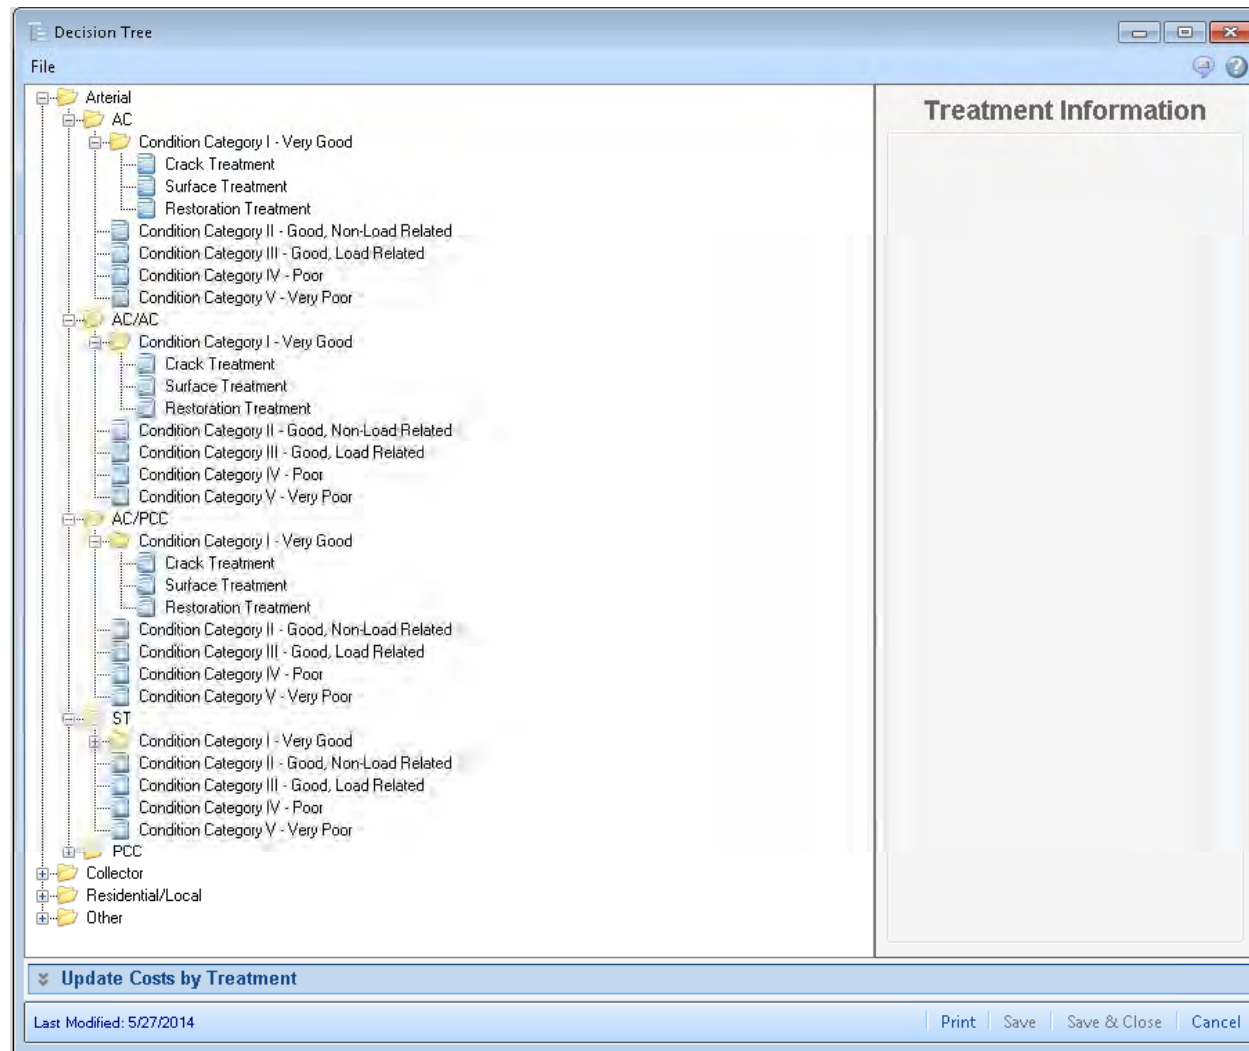 Decision Tree
File
Arterial
AC
Condition Category I - Very Good
Crack Treatment
Surface Treatment
Restoration Treatment
Condition Category II - Good, Non-Load Related
Condition Category III - Good, Load Related
Condition Category IV - Poor
Condition Category V - Very Poor
AC/AC
Condition Category I - Very Good
Crack Treatment
Surface Treatment
Restoration Treatment
Condition Category II - Good, Non-Load Related
Condition Category III - Good, Load Related
Condition Category IV - Poor
Condition Category V - Very Poor
AC/PCC
Condition Category I - Very Good
Crack Treatment
Surface Treatment
Restoration Treatment
Condition Category II - Good, Non-Load Related
Condition Category III - Good, Load Related
Condition Category IV - Poor
Condition Category V - Very Poor
ST
Condition Category I - Very Good
Condition Category II - Good, Non-Load Related
Condition Category III - Good, Load Related
Condition Category IV - Poor
Condition Category V - Very Poor
PCC
Collector
Residential/Local
Other
Treatment Information
Update Costs by Treatment
Last Modified: 5/27/2014
Print Save Save & Close Cancel